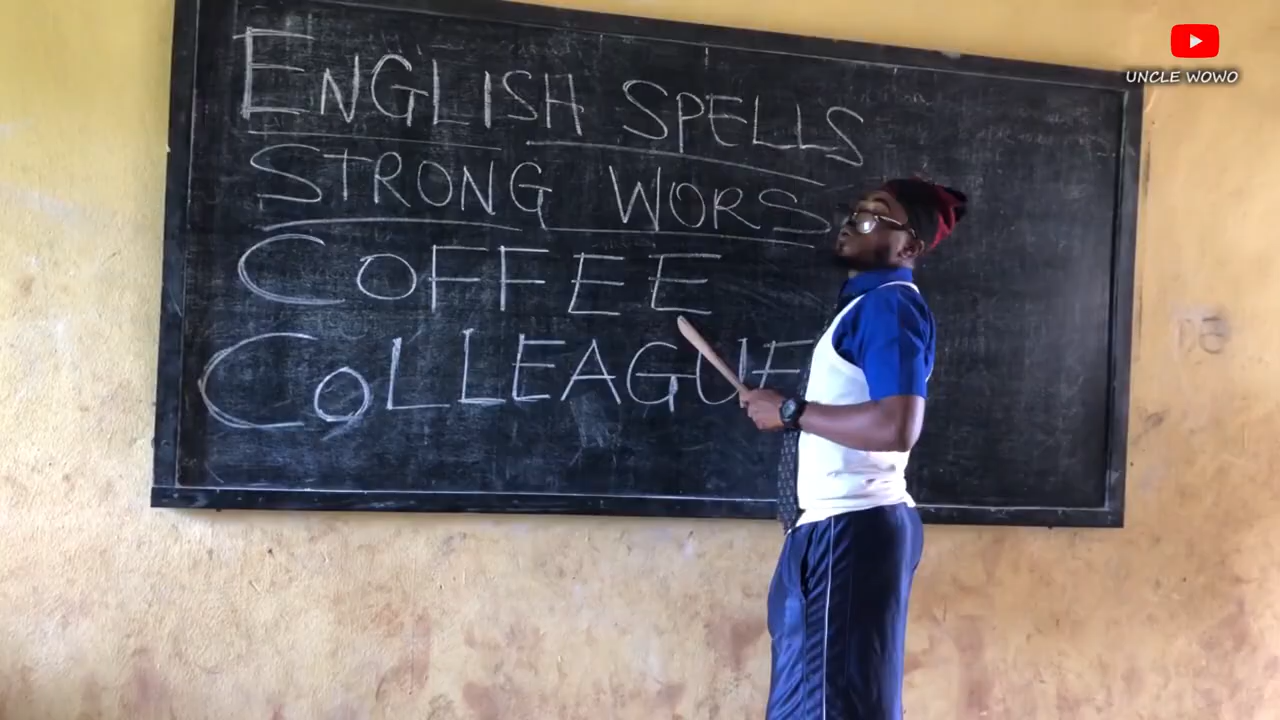 UNCLE WOWO
ENGLISH SPELLS
STRONG WORS
COFFEE
COLLEAGUE